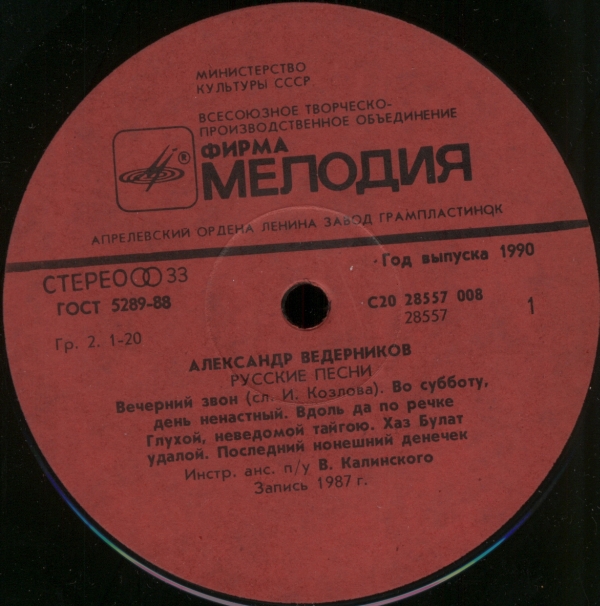 МИНИСТЕРСТВО
КУЛЬТУРЫ СССР
ВСЕСОЮЗНОЕ ТВОРЧЕСКО-
ПРОИЗВОДСТВЕННОЕ ОБЪЕДИНЕНИЕ
®
ФИРМА
МЕЛОДИЯ
АПРЕЛЕВСКИЙ ОРДЕНА ЛЕНИНА ЗАВОД ГРАМПЛАСТИНОК
СТЕРЕО 33
Год выпуска 1990
ГОСТ 5289-88
С20 28557 008
28557
1
Гр. 2. 1-20
АЛЕКСАНДР ВЕДЕРНИКОВ
РУССКИЕ ПЕСНИ
Вечерний звон (сл. И. Козлова). Во субботу,
день ненастный. Вдоль да по речке
Глухой, неведомой тайгою. Хаз Булат
удалой. Последний нонешний денечек
Инстр. анс. п/у В. Калинского
Запись 1987 г.